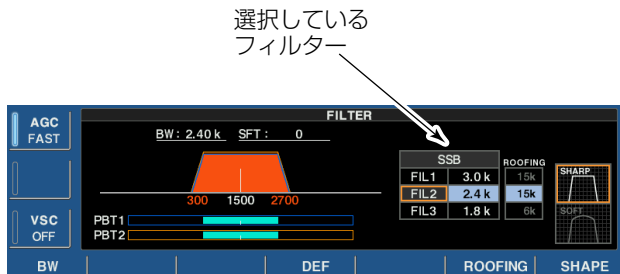 選択している
フィルター
AGC
FAST
VSC
OFF
FILTER
BW: 2.40 k SFT: 0
300 1500 2700
PBT1
PBT2
SSB ROOFING
FIL1 3.0 k 15k
FIL2 2.4 k 15k
FIL3 1.8 k 6k
SHARP
SOFT
BW DEF ROOFING SHAPE